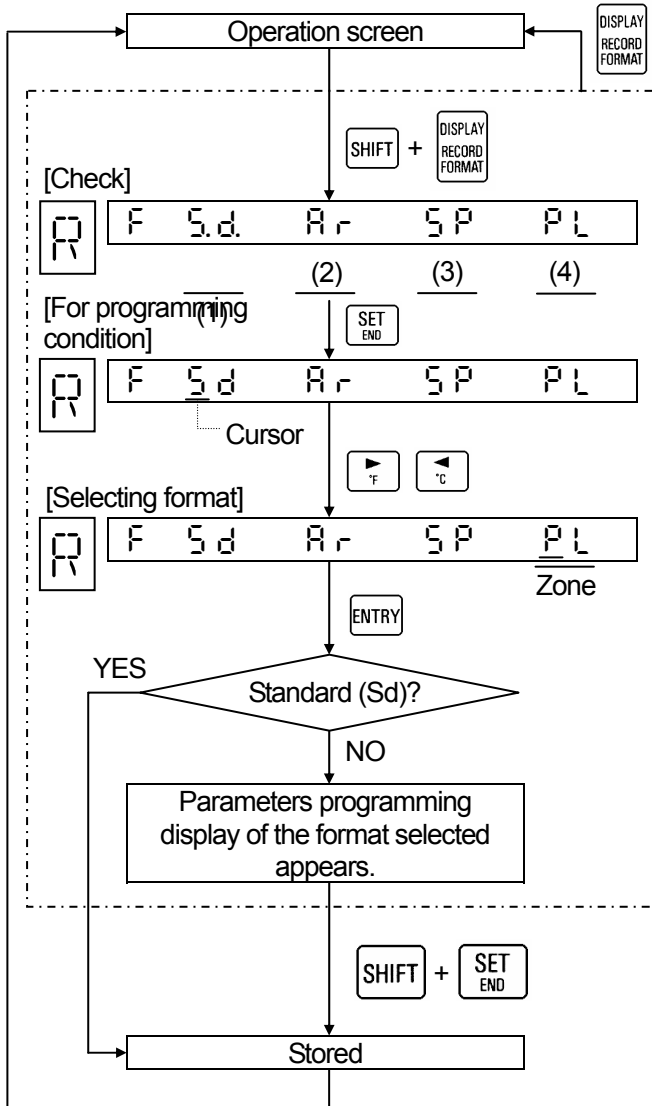 Operation screen
DISPLAY
RECORD
FORMAT
SHIFT + DISPLAY
RECORD
FORMAT
[Check]
R F S.d. Ar SP PL
(1) (2) (3) (4)
[For programming
condition]
SET
END
R F Sd Ar SP PL
Cursor
► °F ◄ °C
[Selecting format]
R F Sd Ar SP PL
Zone
ENTRY
YES
Standard (Sd)?
NO
Parameters programming
display of the format selected
appears.
SHIFT + SET
END
Stored